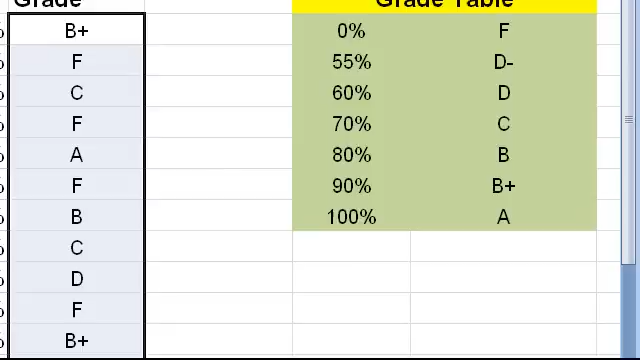 Grade Grade Table
B+ 0% F
F 55% D-
C 60% D
F 70% C
A 80% B
F 90% B+
B 100% A
C
D
F
B+